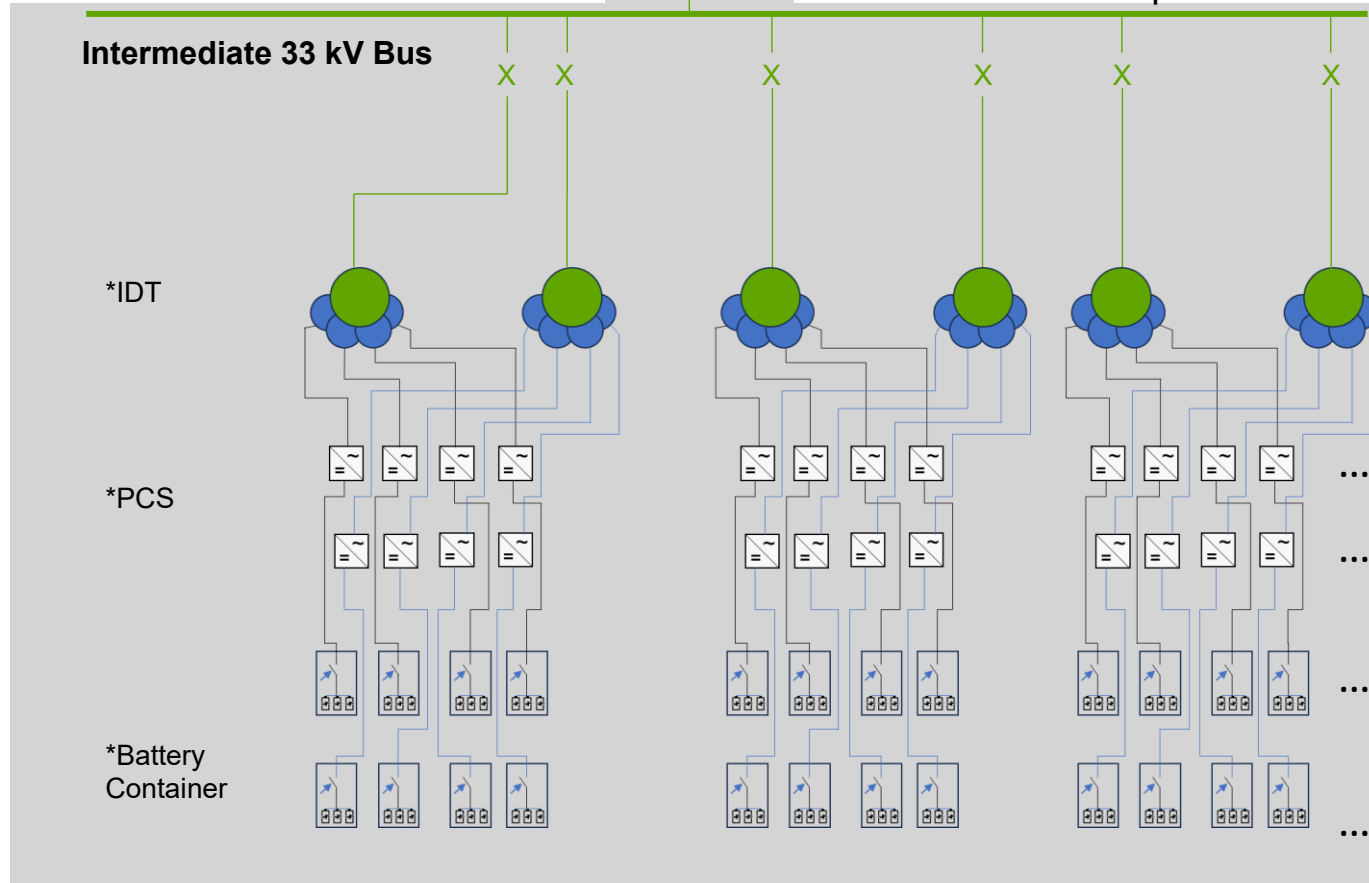 Intermediate 33 kV Bus
X X X X X X
*IDT
...
*PCS
...
...
*Battery
Container
...